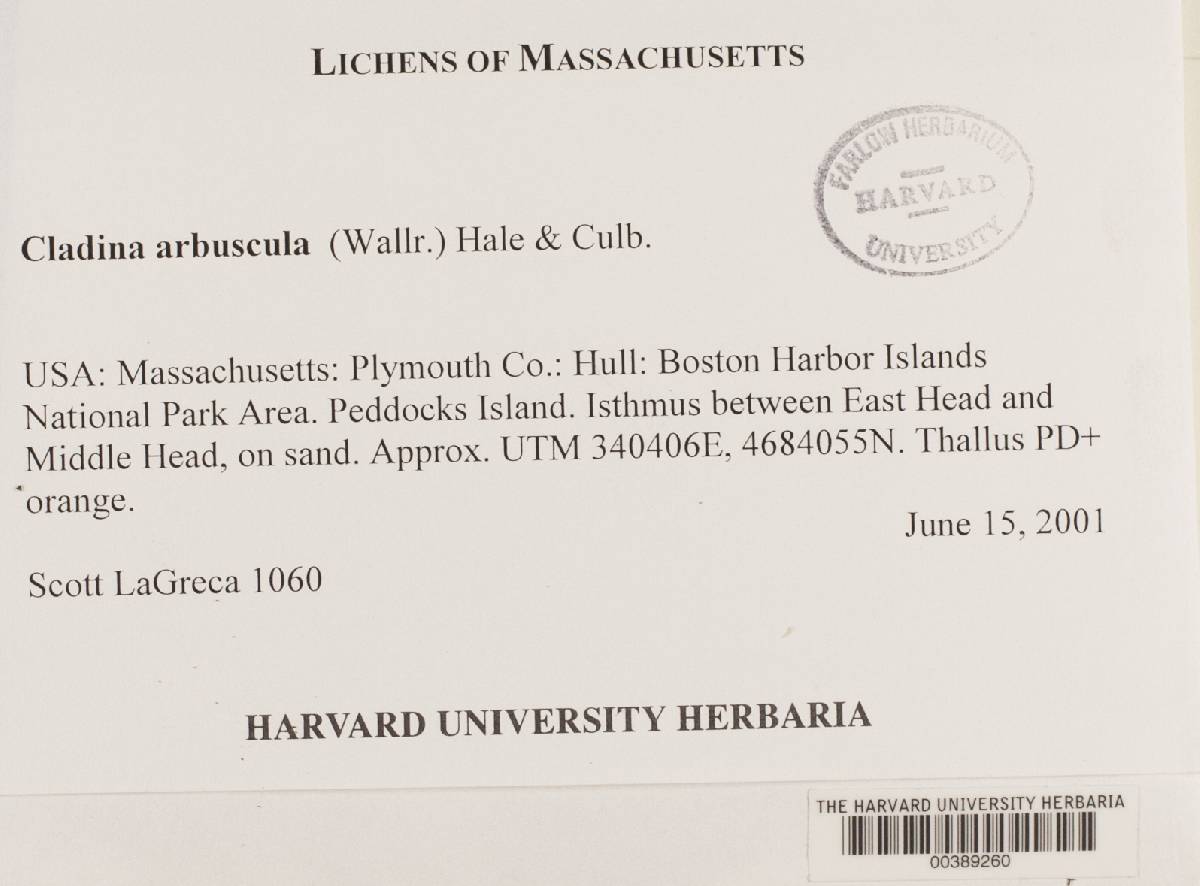 LICHENS OF MASSACHUSETTS
FARLOW HERBARIUM
HARVARD
UNIVERSITY
Cladina arbuscula (Wallr.) Hale & Culb.
USA: Massachusetts: Plymouth Co.: Hull: Boston Harbor Islands
National Park Area. Peddocks Island. Isthmus between East Head and
Middle Head, on sand. Approx. UTM 340406E, 4684055N. Thallus PD+
orange.
June 15, 2001
Scott LaGreca 1060
HARVARD UNIVERSITY HERBARIA
THE HARVARD UNIVERSITY HERBARIA
00389260